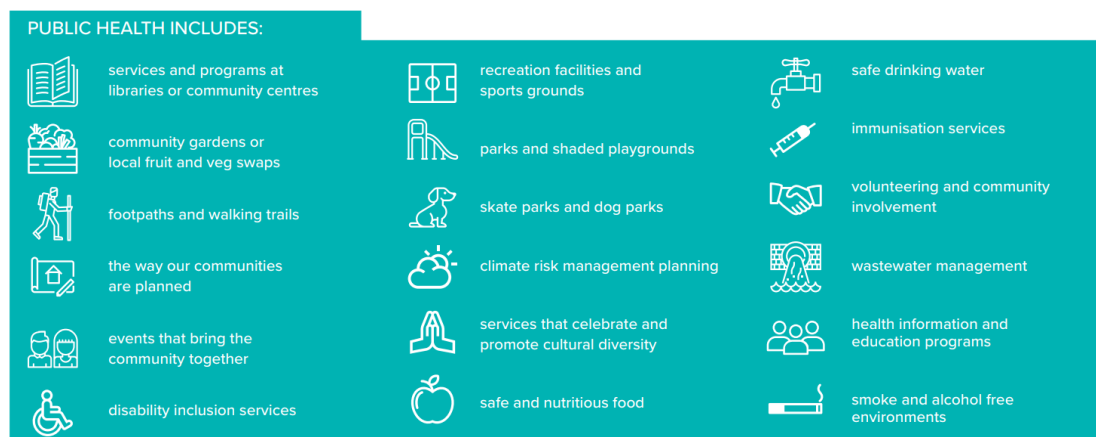 PUBLIC HEALTH INCLUDES:
services and programs at
libraries or community centres
community gardens or
local fruit and veg swaps
footpaths and walking trails
the way our communities
are planned
events that bring the
community together
disability inclusion services
recreation facilities and
sports grounds
parks and shaded playgrounds
skate parks and dog parks
climate risk management planning
services that celebrate and
promote cultural diversity
safe and nutritious food
safe drinking water
immunisation services
volunteering and community
involvement
wastewater management
health information and
education programs
smoke and alcohol free
environments